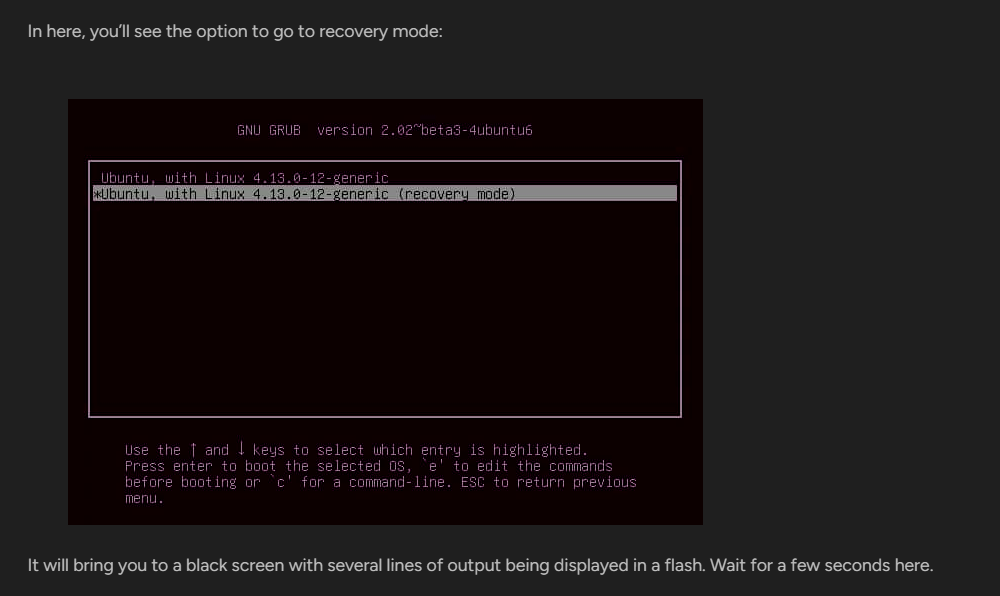 In here, you’ll see the option to go to recovery mode:
GNU GRUB  version 2.02~beta3-4ubuntu6
Ubuntu, with Linux 4.13.0-12-generic
*Ubuntu, with Linux 4.13.0-12-generic (recovery mode)
Use the ↑ and ↓ keys to select which entry is highlighted.
Press enter to boot the selected OS, `e' to edit the commands
before booting or `c' for a command-line. ESC to return previous
menu.
It will bring you to a black screen with several lines of output being displayed in a flash. Wait for a few seconds here.